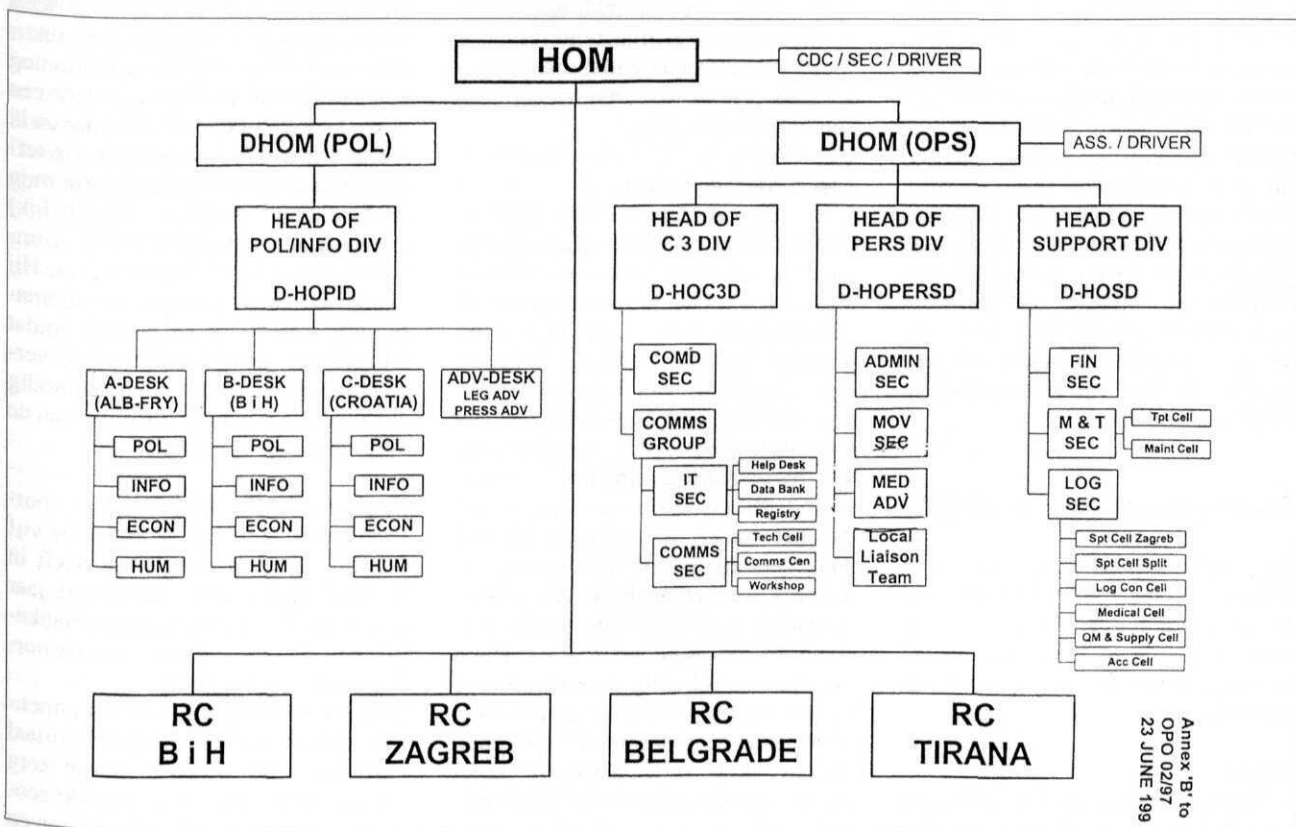 HOM
CDC / SEC / DRIVER
DHOM (POL)
DHOM (OPS)
ASS. / DRIVER
HEAD OF
POL/INFO DIV
D-HOPID
HEAD OF
C 3 DIV
D-HOC3D
HEAD OF
PERS DIV
D-HOPERSD
HEAD OF
SUPPORT DIV
D-HOSD
A-DESK
(ALB-FRY)
POL
INFO
ECON
HUM
B-DESK
(B i H)
POL
INFO
ECON
HUM
C-DESK
(CROATIA)
POL
INFO
ECON
HUM
ADV-DESK
LEG ADV
PRESS ADV
COMD
SEC
COMMS
GROUP
IT
SEC
Help Desk
Data Bank
Registry
COMMS
SEC
Tech Cell
Comms Cen
Workshop
ADMIN
SEC
MOV
SEC
MED
ADV
Local
Liaison
Team
FIN
SEC
M & T
SEC
Tpt Cell
Maint Cell
LOG
SEC
Spt Cell Zagreb
Spt Cell Split
Log Con Cell
Medical Cell
QM & Supply Cell
Acc Cell
RC
B i H
RC
ZAGREB
RC
BELGRADE
RC
TIRANA
Annex 'B' to
OPO 02/97
23 JUNE 199